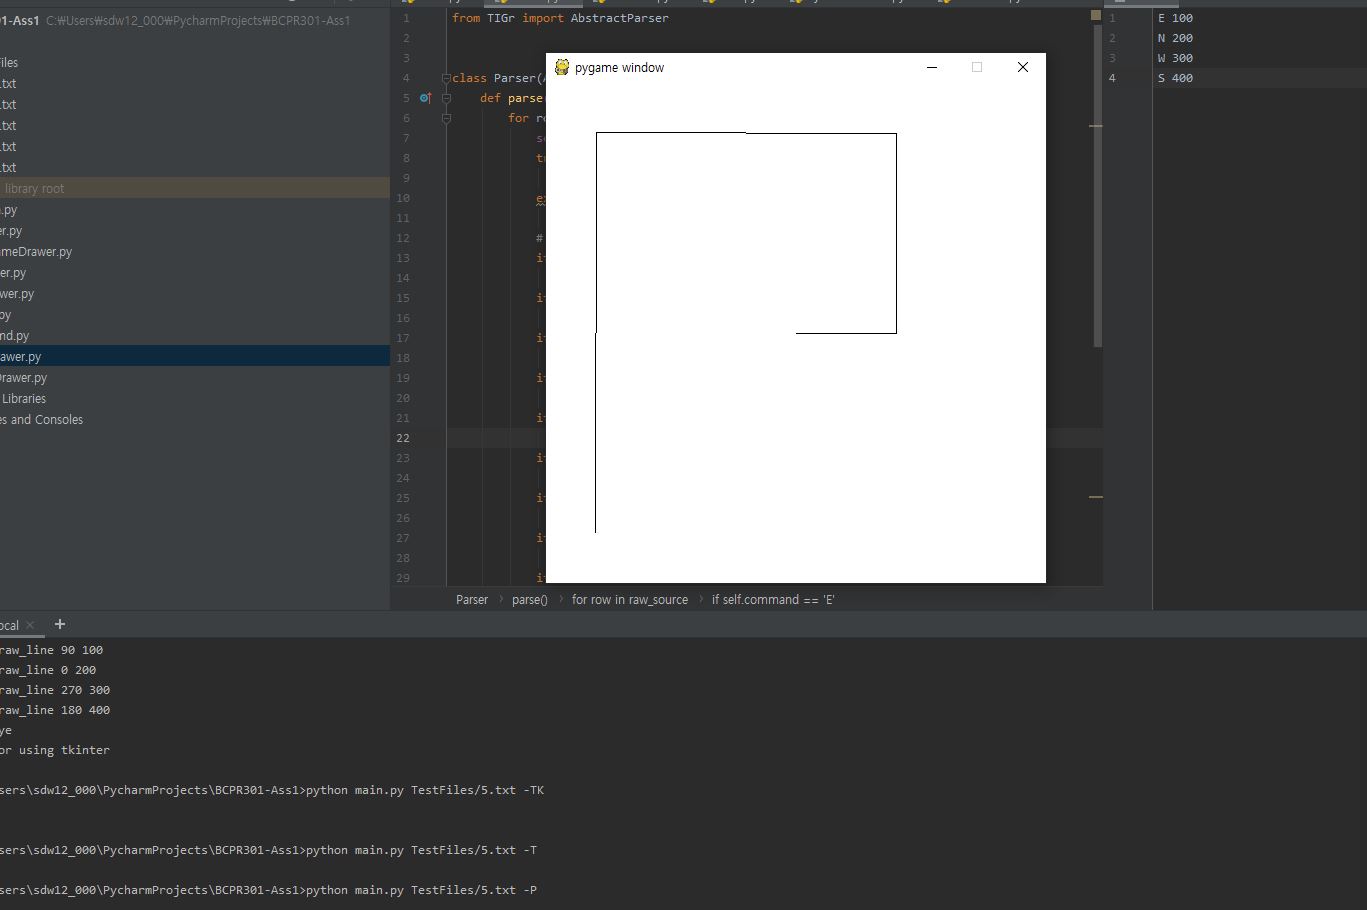 01-Ass1 C:₩Users₩sdw12_000₩PycharmProjects₩BCPR301-Ass1
iles
.txt
.txt
.txt
.txt
.txt
library root
.py
er.py
ameDrawer.py
er.py
wer.py
py
nd.py
awer.py
Drawer.py
Libraries
es and Consoles
1 from TIGr import AbstractParser
2
3
4 class Parser(
5 def parse
6 for
7
8
9
10
11
12 #
13
14
15
16
17
18
19
20
21
22
23
24
25
26
27
28
29
pygame window
1 E 100
2 N 200
3 W 300
4 S 400
Parser > parse() > for row in raw_source > if self.command == 'E'
ocal × +
raw_line 90 100
raw_line 0 200
raw_line 270 300
raw_line 180 400
ye
or using tkinter
sers\sdw12_000\PycharmProjects\BCPR301-Ass1>python main.py TestFiles/5.txt -TK
sers\sdw12_000\PycharmProjects\BCPR301-Ass1>python main.py TestFiles/5.txt -T
sers\sdw12_000\PycharmProjects\BCPR301-Ass1>python main.py TestFiles/5.txt -P